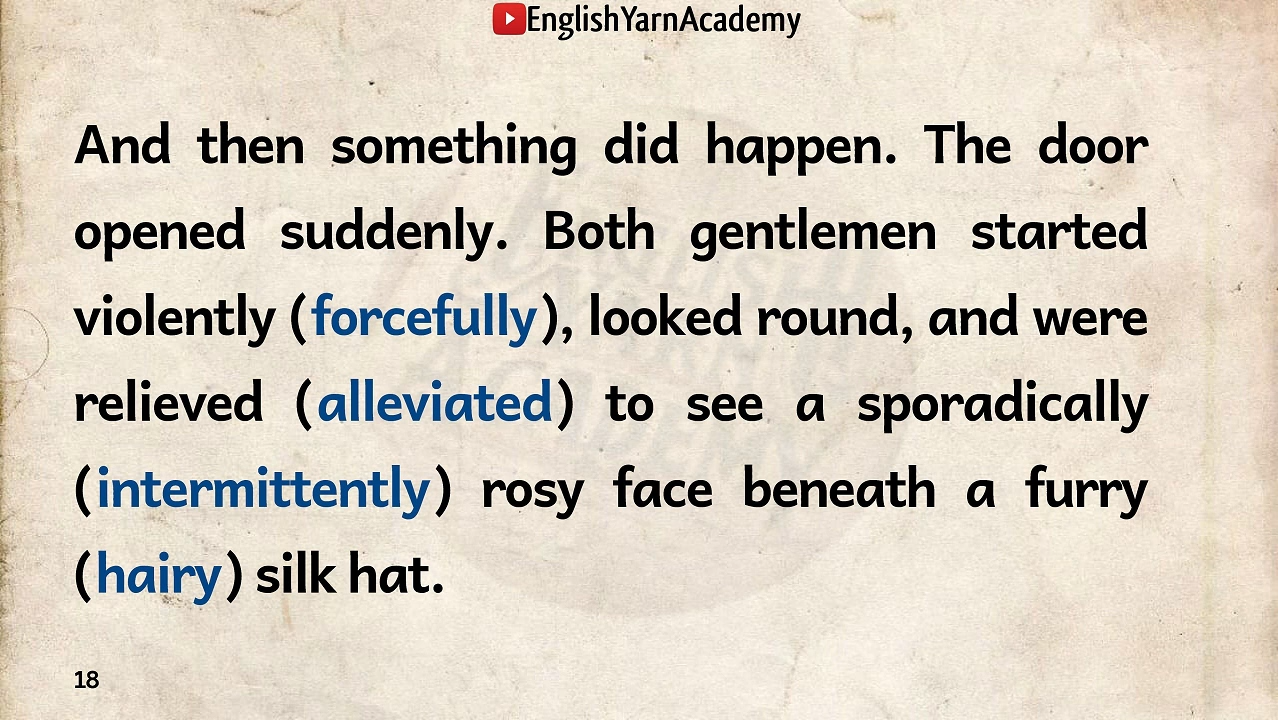 EnglishYarnAcademy
And then something did happen. The door
opened suddenly. Both gentlemen started
violently (forcefully), looked round, and were
relieved (alleviated) to see a sporadically
(intermittently) rosy face beneath a furry
(hairy) silk hat.
18